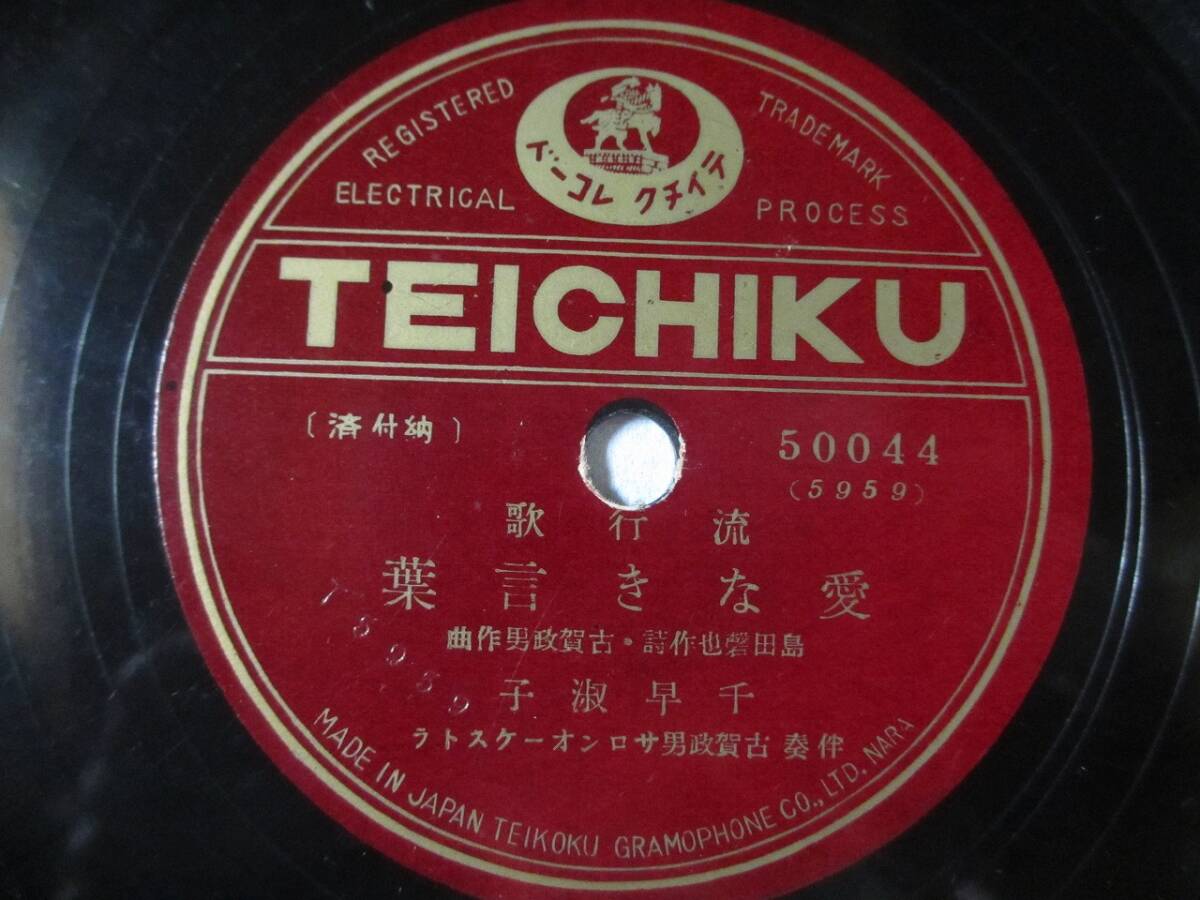 REGISTERED TRADEMARK
テイチク レコード
ELECTRICAL PROCESS
TEICHIKU
(納付済)
50044
(5959)
流行歌
愛なき言葉
島田磬也作詩・古賀政男作曲
千早淑子
伴奏 古賀政男サロンオーケストラ
MADE IN JAPAN TEIKOKU GRAMOPHONE CO., LTD. NARA